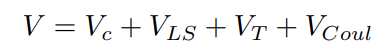 V = V_c + V_{LS} + V_T + V_{Coul}